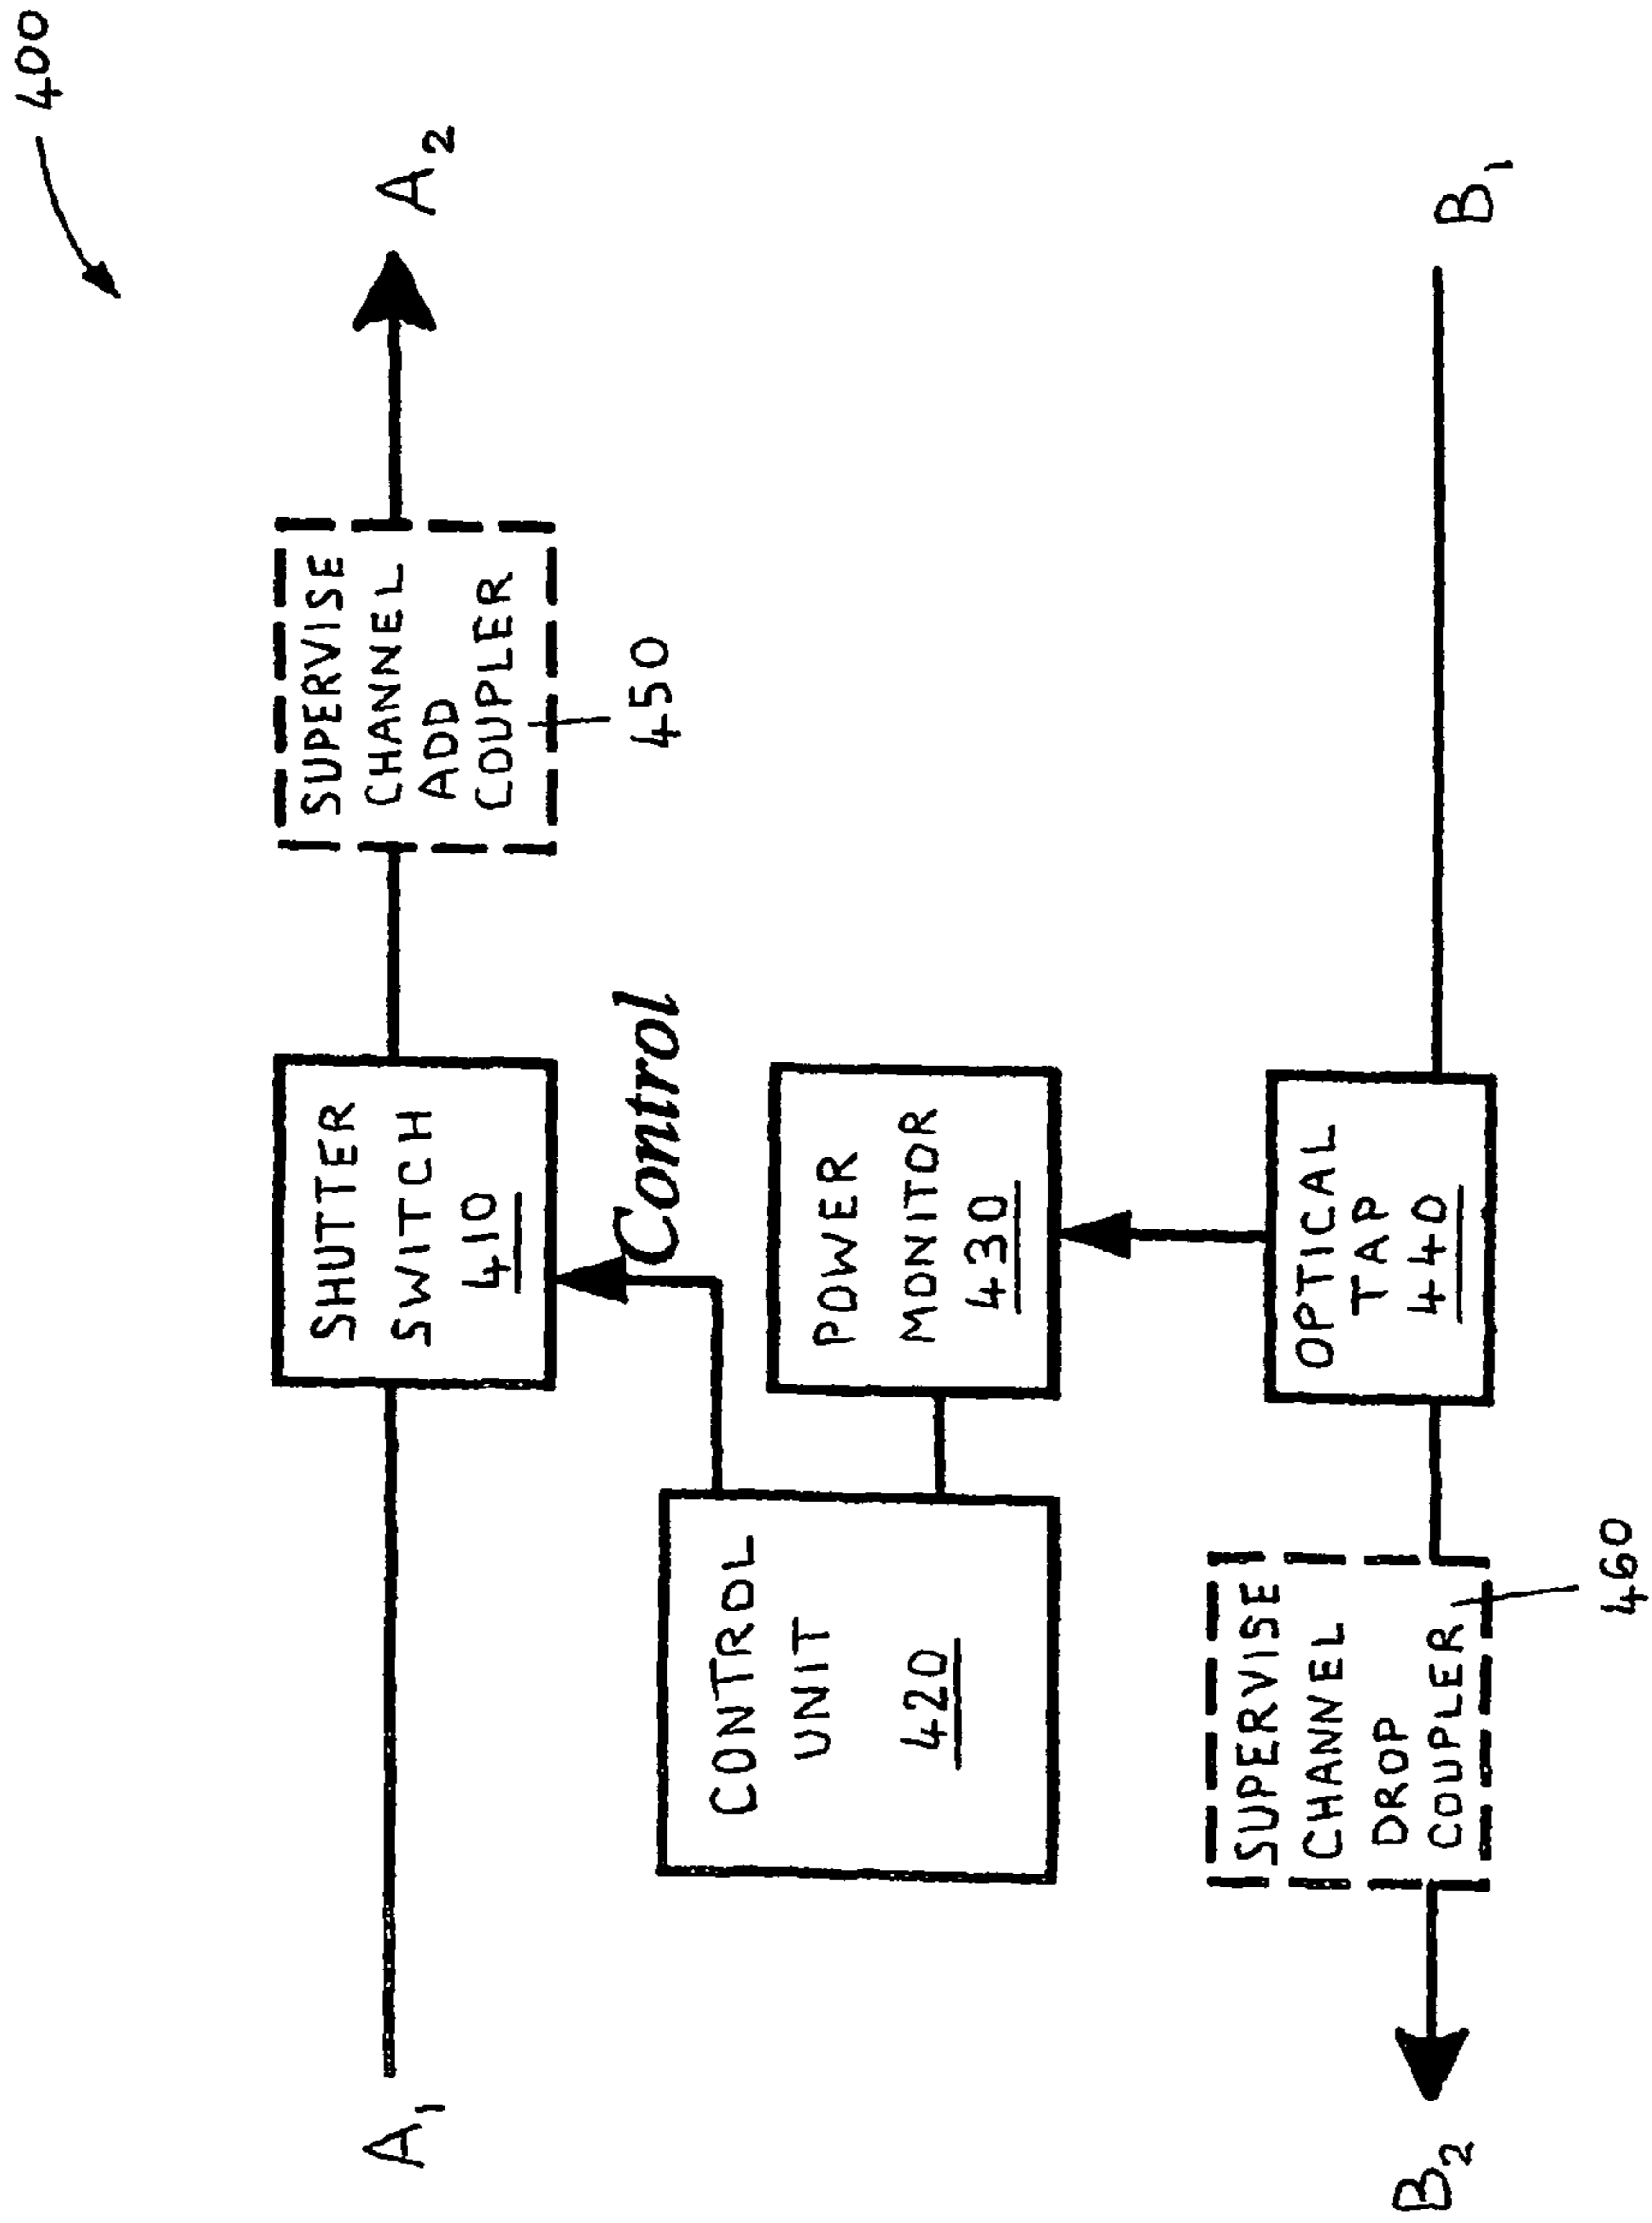 400
A1
SHUTTER
SWITCH
410
SUPERVISE
CHANNEL
ADD
COUPLER
450
A2
Control
CONTROL
UNIT
420
POWER
MONITOR
430
B2
SUPERVISE
CHANNEL
DROP
COUPLER
460
OPTICAL
TAP
440
B1